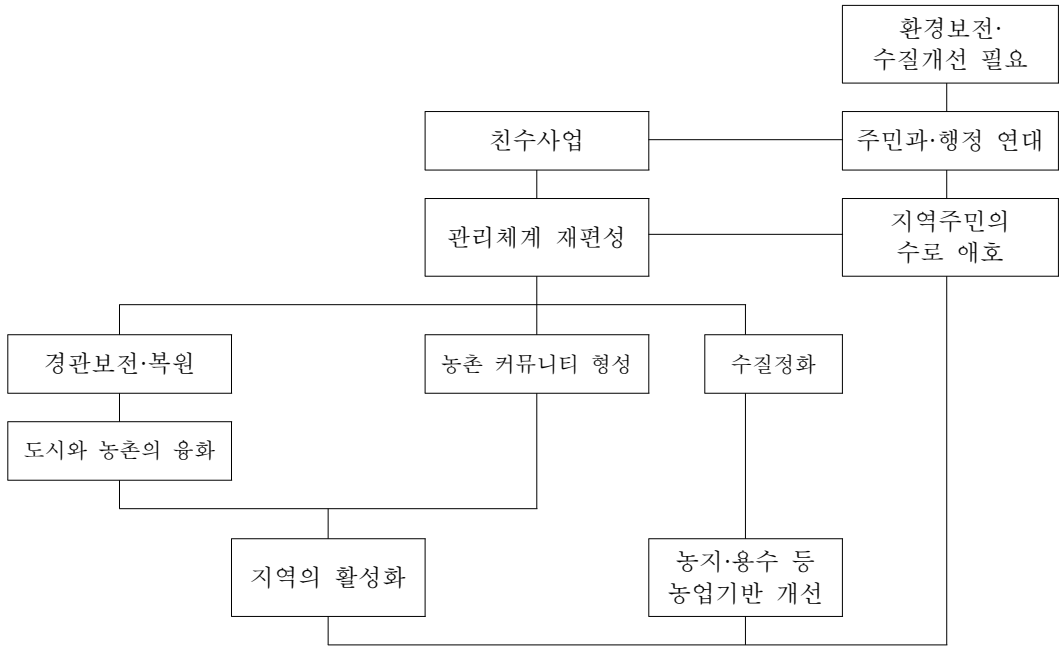 환경보전·
수질개선 필요
친수사업
주민과·행정 연대
관리체계 재편성
지역주민의
수로 애호
경관보전·복원
농촌 커뮤니티 형성
수질정화
도시와 농촌의 융화
지역의 활성화
농지·용수 등
농업기반 개선